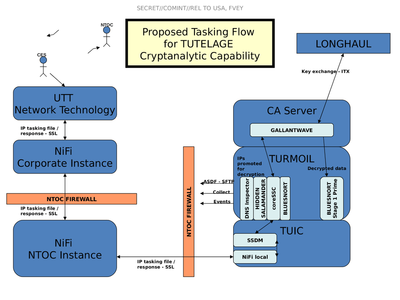 SECRET//COMINT//REL TO USA, FVEY
NTOC
Proposed Tasking Flow
for TUTELAGE
Cryptanalytic Capability
LONGHAUL
CES
Key exchange - ITX
UTT
Network Technology
CA Server
GALLANTWAVE
IP tasking file /
response - SSL
NiFi
Corporate Instance
TURMOIL
IPs
promoted
for
decryption
Decrypted data
ASDF - SFTP
Collect
Events
DNS Inspector
HIDDEN
SALAMANDER
coreSSC
BLUESNORT
BLUESNORT
Stage 1 Prime
NTOC FIREWALL
NTOC FIREWALL
IP tasking file /
response - SSL
TUIC
SSDM
NiFi
NTOC Instance
NiFi local
IP tasking file /
response - SSL